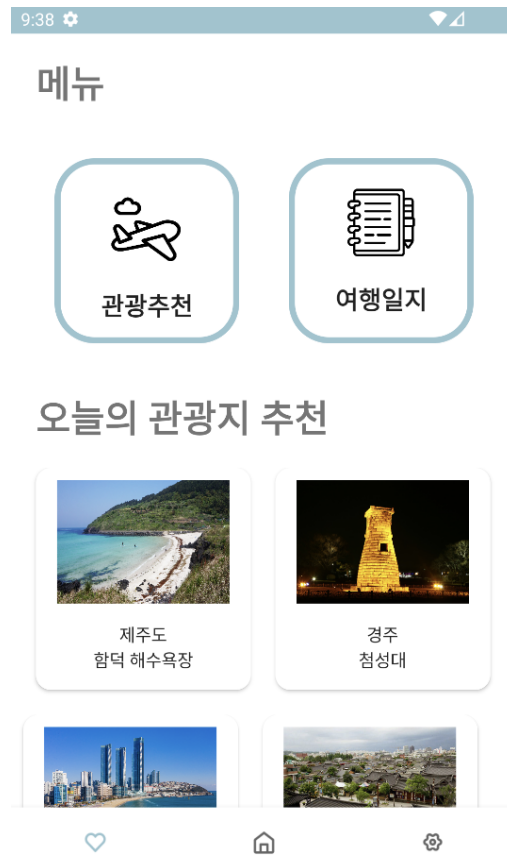 9:38
메뉴
관광추천
여행일지
오늘의 관광지 추천
제주도
함덕 해수욕장
경주
첨성대